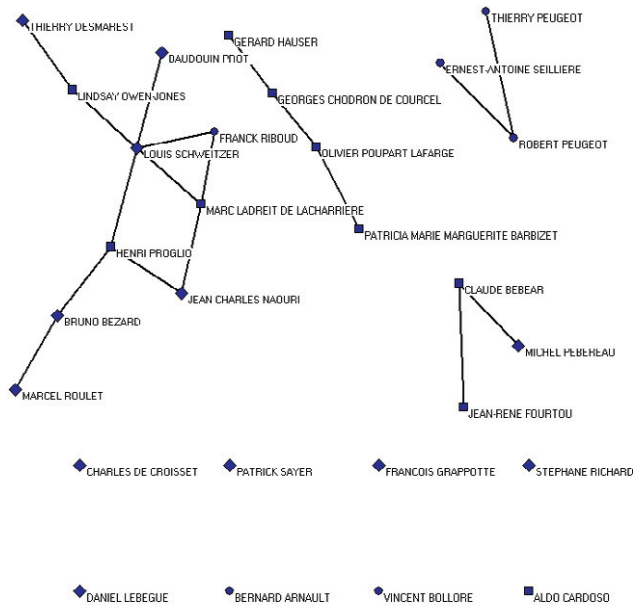 THIERRY PEUGEOT
THIERRY DESMAREST
GERARD HAUSER
BAUDOUIN PROT
ERNEST-ANTOINE SEILLIERE
LINDSAY OWEN-JONES
GEORGES CHODRON DE COURCEL
FRANCK RIBOUD
ROBERT PEUGEOT
LOUIS SCHWEITZER
OLIVIER POUPART LAFARGE
MARC LADREIT DE LACHARRIERE
PATRICIA MARIE MARGUERITE BARBIZET
HENRI PROGLIO
CLAUDE BEBEAR
JEAN CHARLES NAOURI
BRUNO BEZARD
MICHEL PEBEREAU
MARCEL ROULET
JEAN-RENE FOURTOU
CHARLES DE CROISSET
PATRICK SAYER
FRANCOIS GRAPPOTTE
STEPHANE RICHARD
DANIEL LEBEGUE
BERNARD ARNAULT
VINCENT BOLLORE
ALDO CARDOSO